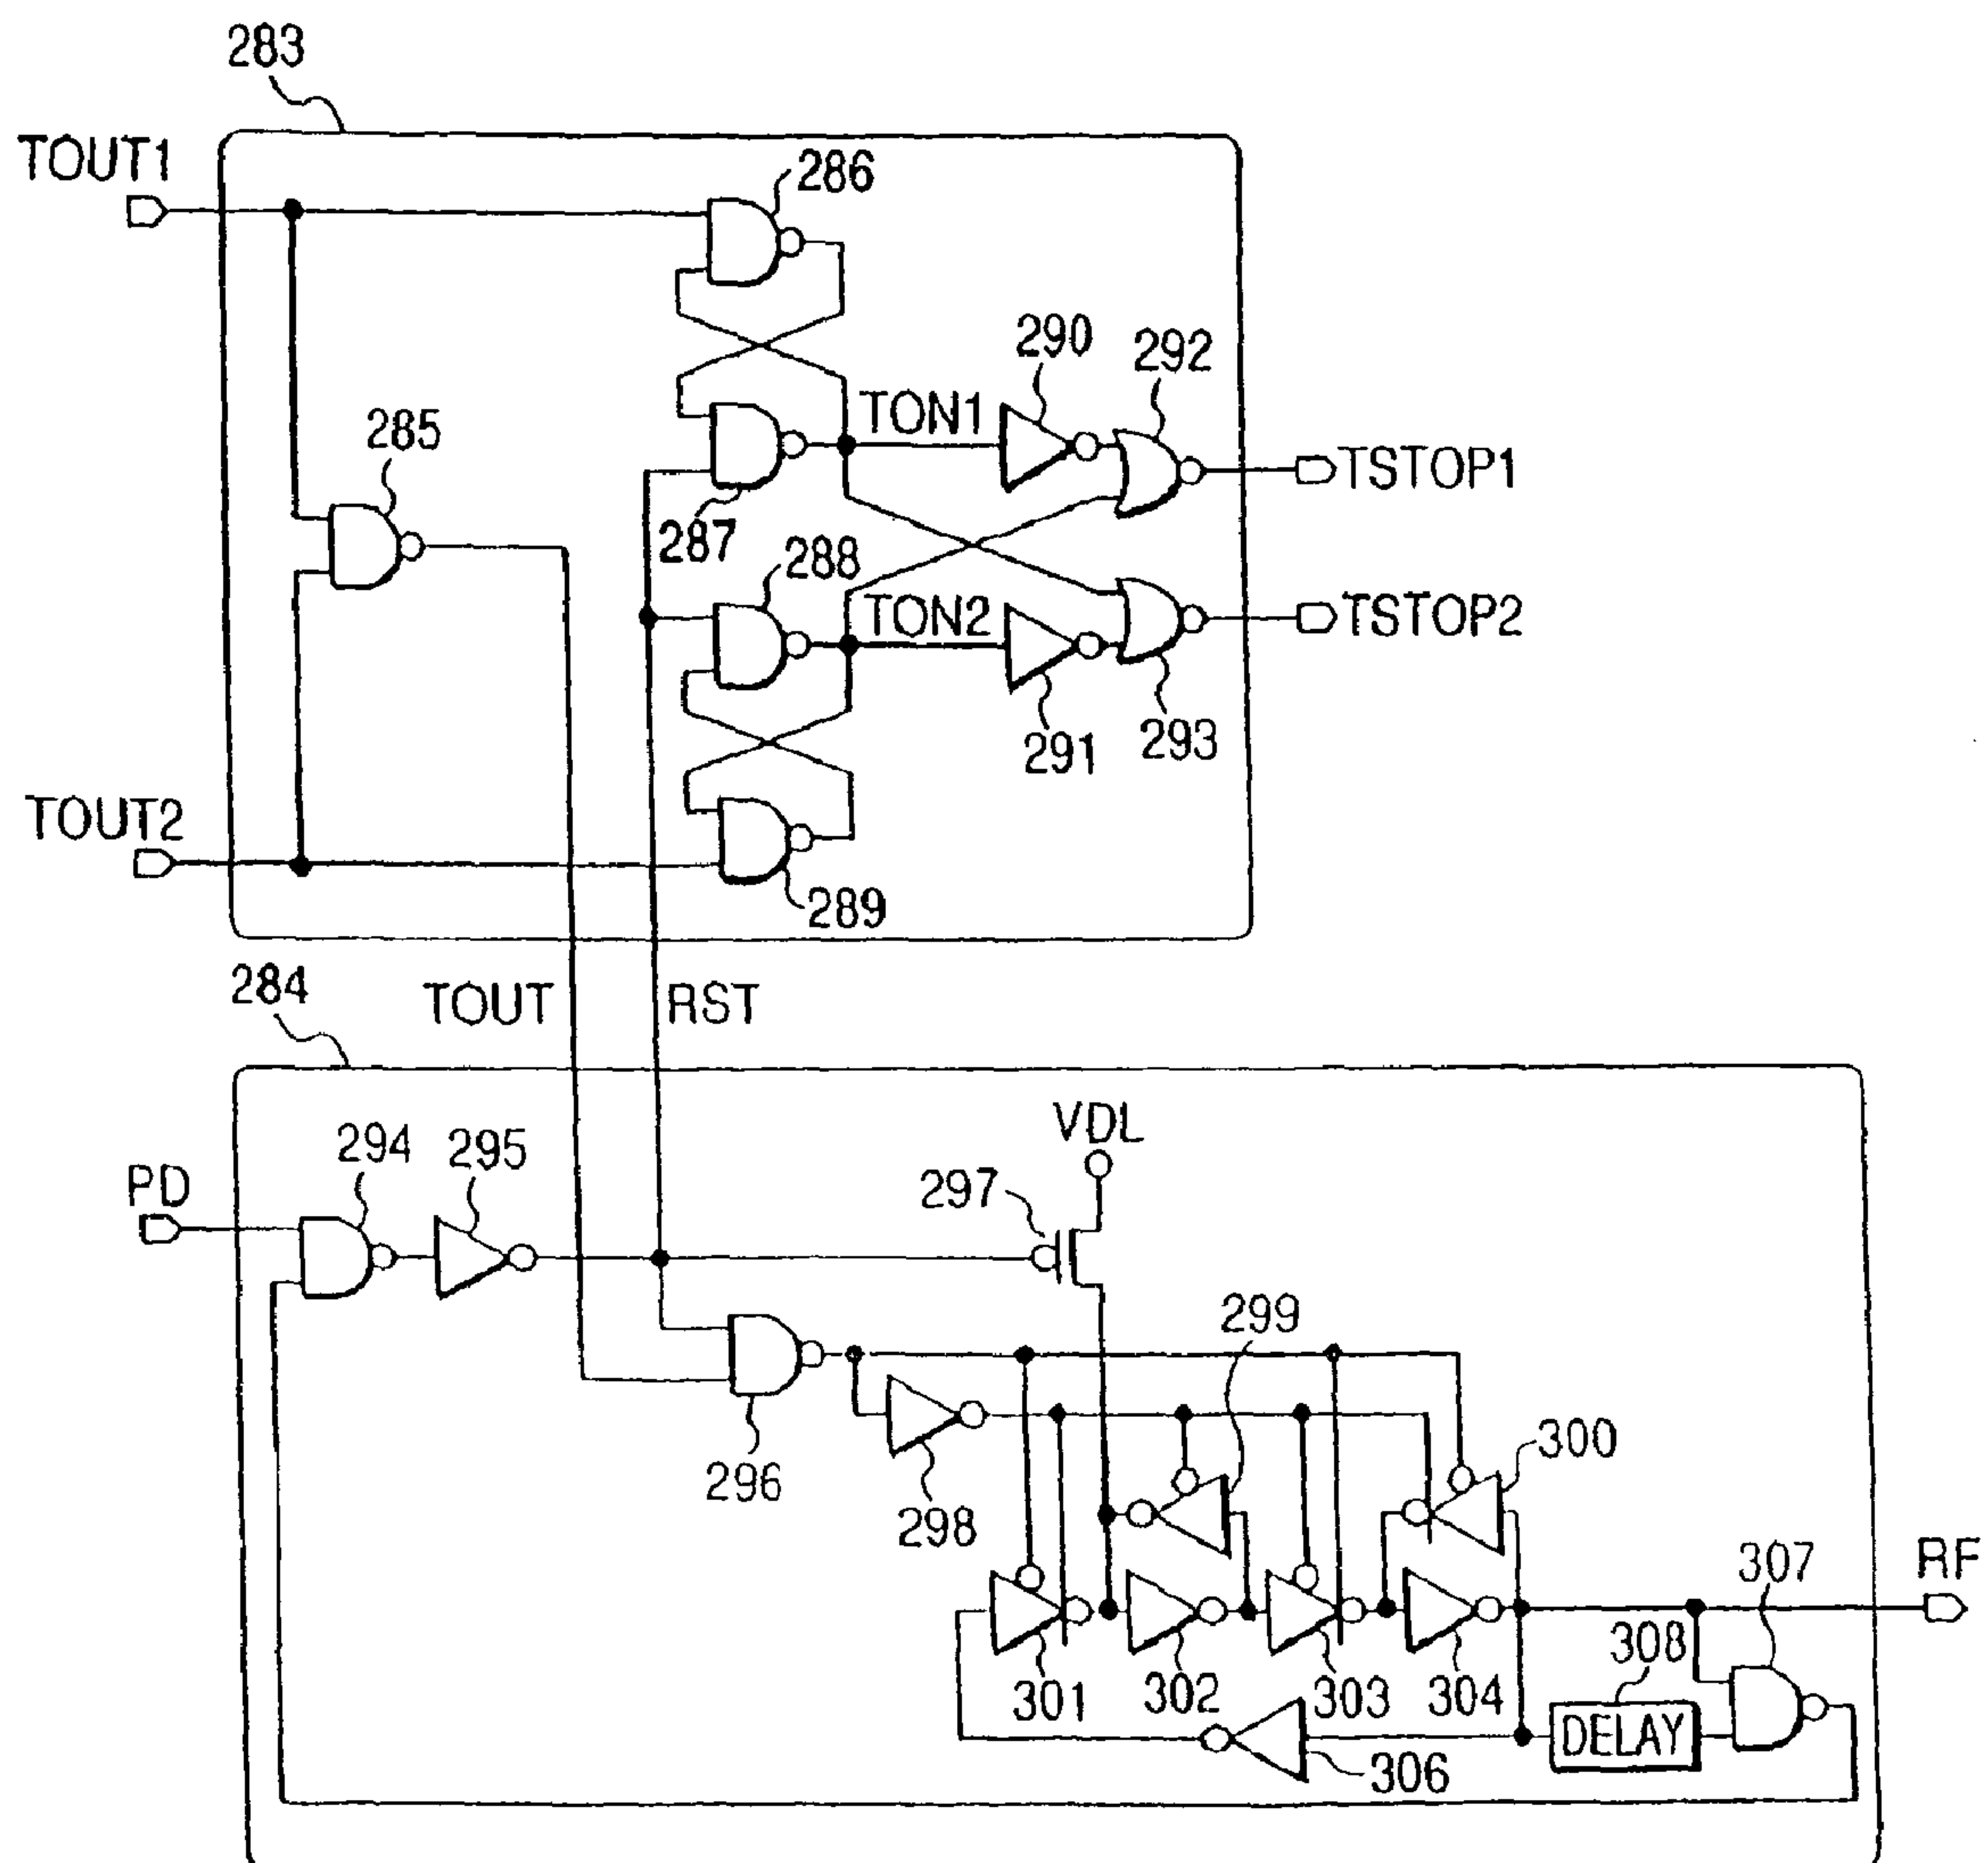 283
TOUT1
286
290
292
285
TON1
TSTOP1
287
288
TON2
TSTOP2
291
293
TOUT2
289
284
TOUT
RST
VDL
294
295
297
PD
299
296
298
300
307
RF
301
302
303
304
308
DELAY
306